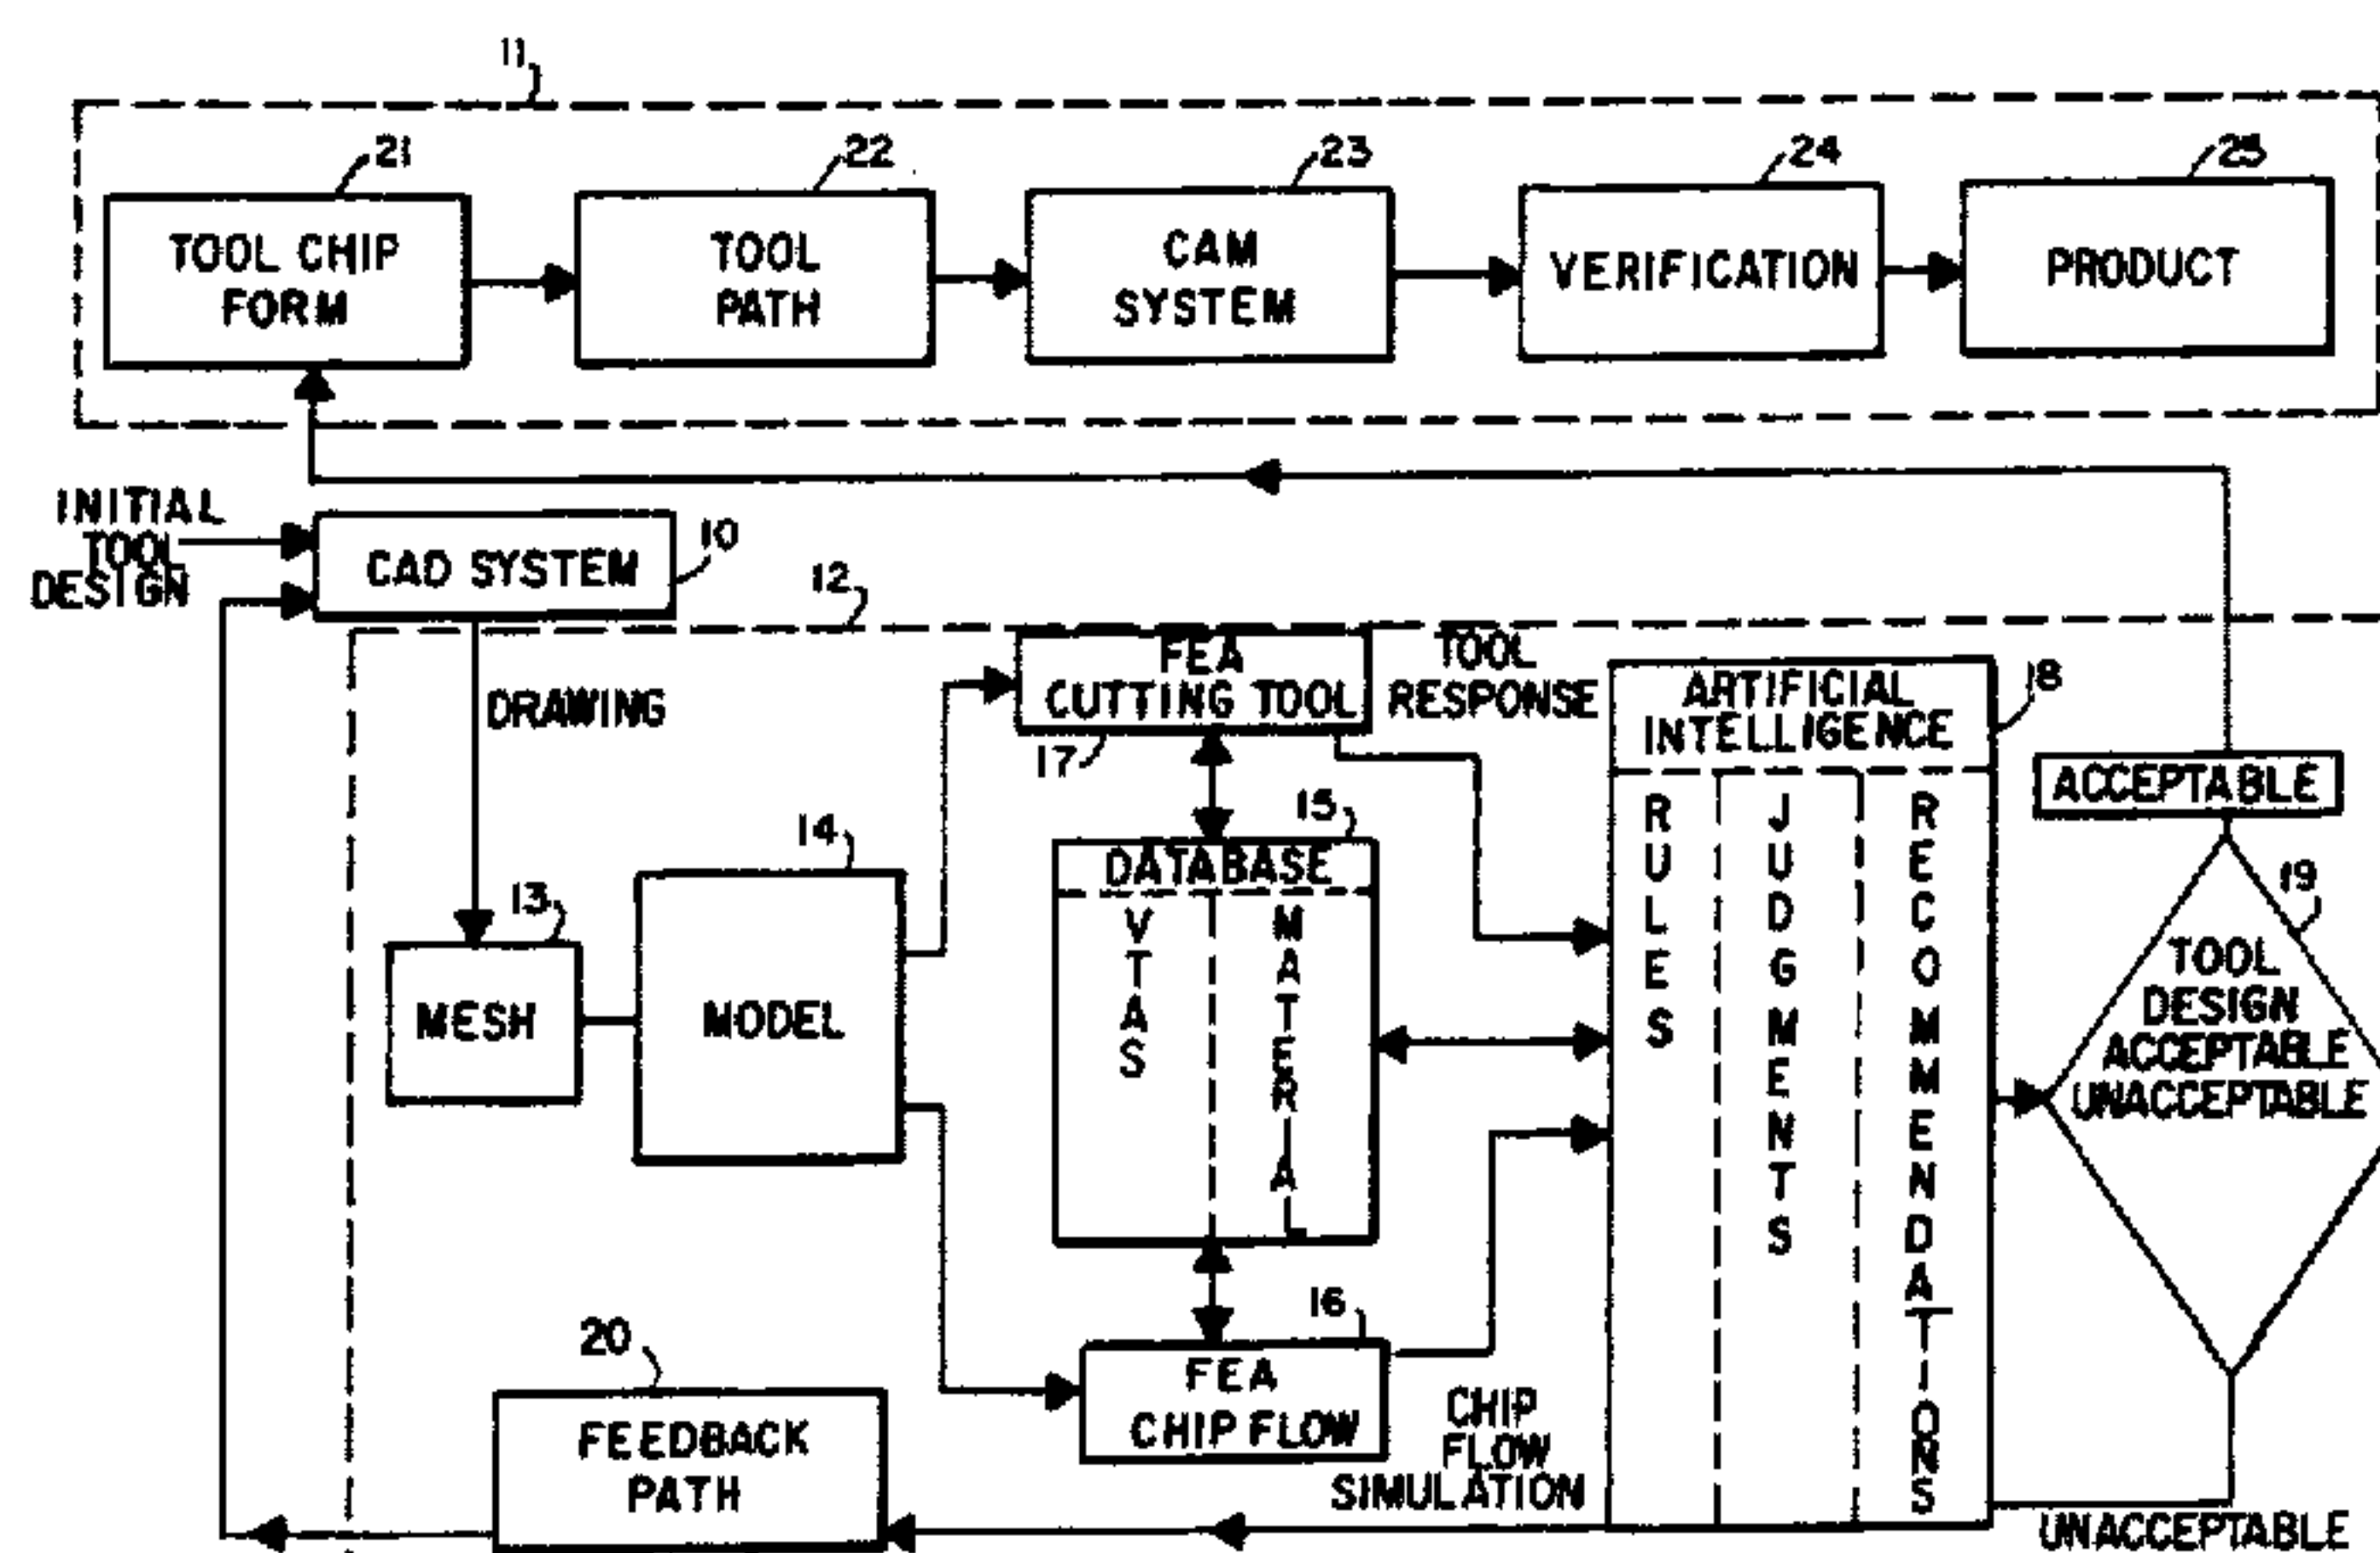 11
21
22
23
24
25
TOOL CHIP
FORM
TOOL
PATH
CAM
SYSTEM
VERIFICATION
PRODUCT
INITIAL
TOOL
DESIGN
CAD SYSTEM
10
12
DRAWING
FEA
CUTTING TOOL
17
TOOL
RESPONSE
ARTIFICIAL
INTELLIGENCE
18
RULES
JUDGMENTS
RECOMMENDATIONS
ACCEPTABLE
19
TOOL
DESIGN
ACCEPTABLE
UNACCEPTABLE
13
MESH
14
MODEL
15
DATABASE
VTAS
MATERIAL
16
FEA
CHIP FLOW
CHIP
FLOW
SIMULATION
20
FEEDBACK
PATH
UNACCEPTABLE